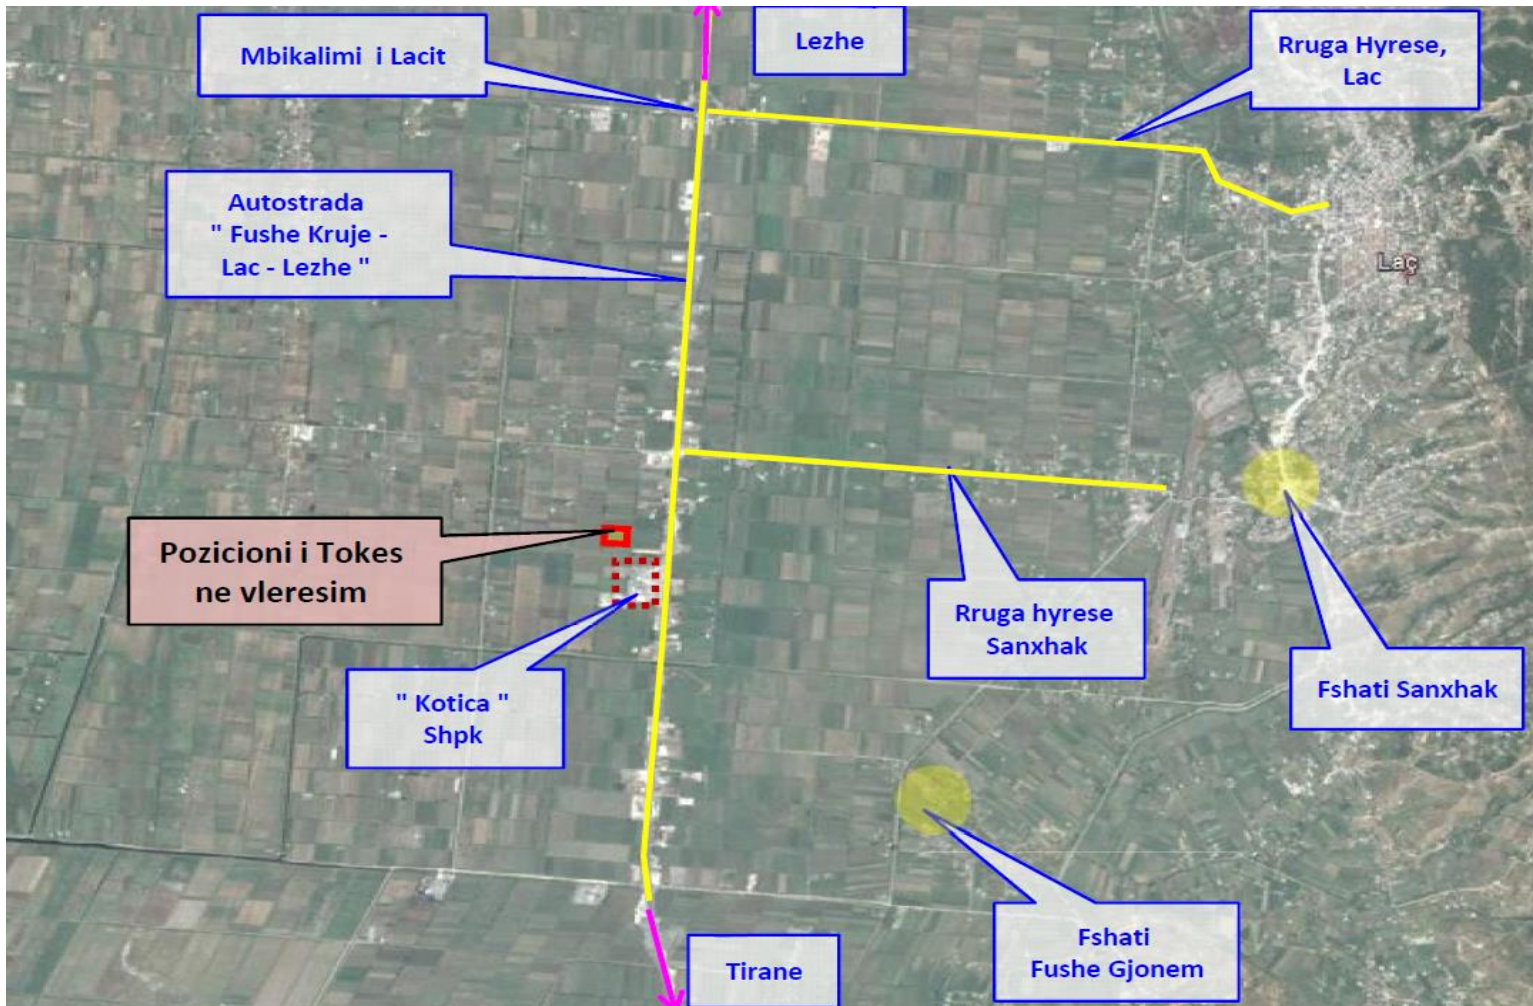 Lezhe
Mbikalimi i Lacit
Rruga Hyrese,
Lac
Autostrada
" Fushe Kruje -
Lac - Lezhe "
Laç
Pozicioni i Tokes
ne vleresim
Rruga hyrese
Sanxhak
Fshati Sanxhak
" Kotica "
Shpk
Fshati
Fushe Gjonem
Tirane